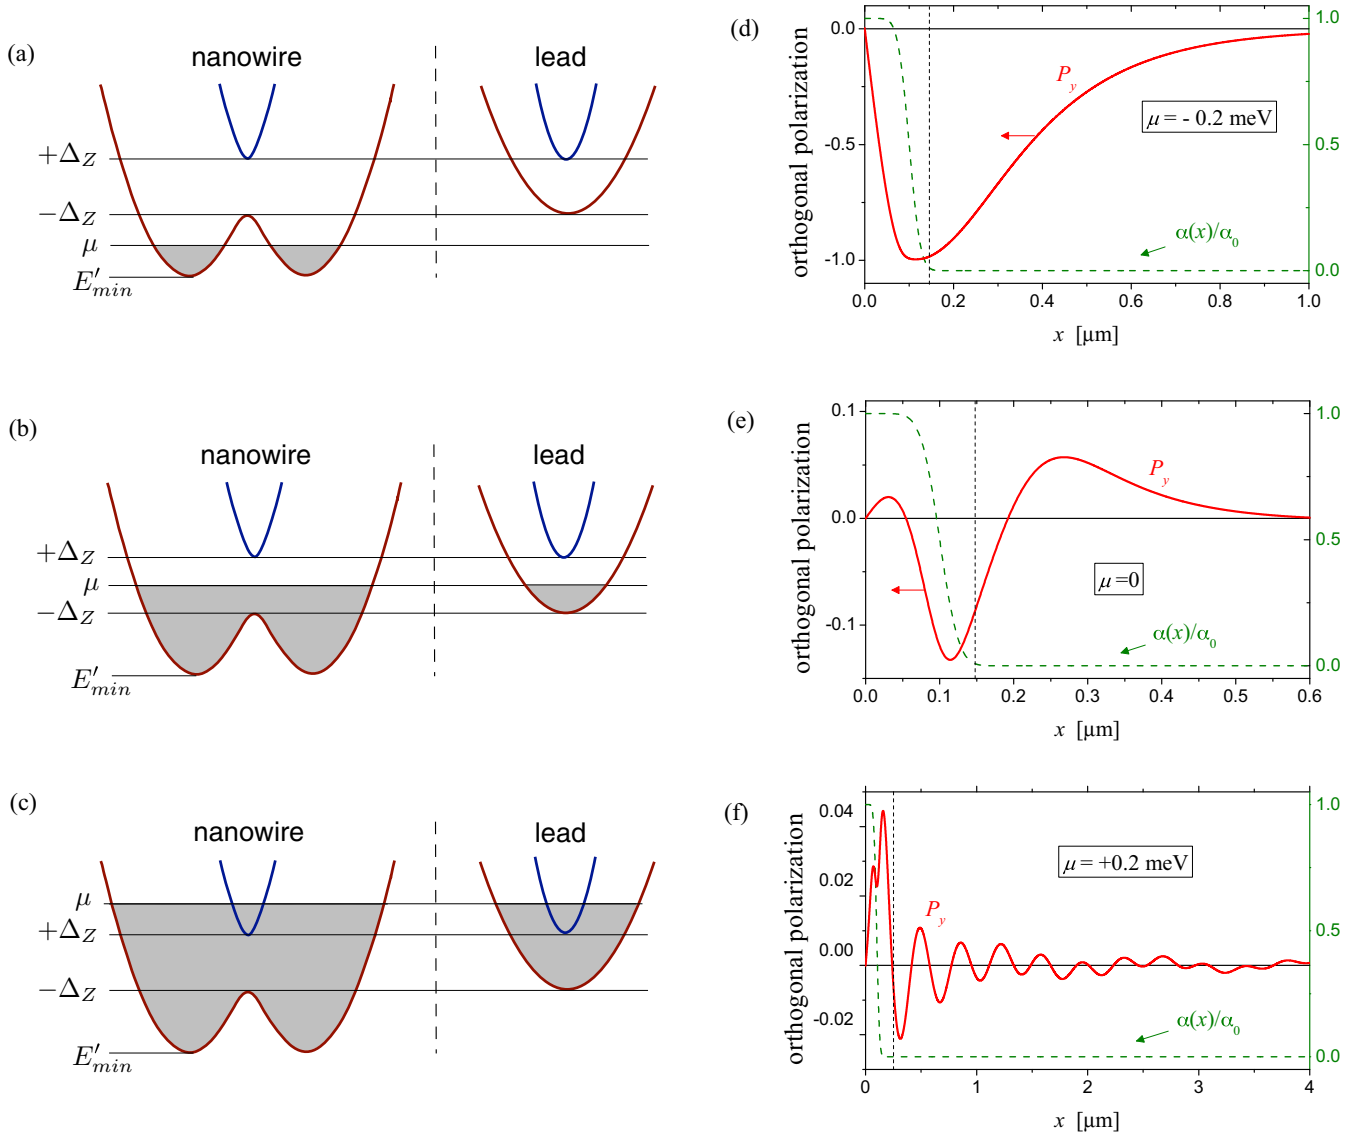 (a)
nanowire
lead
+Δ_Z
−Δ_Z
μ
E′_min
(b)
nanowire
lead
+Δ_Z
μ
−Δ_Z
E′_min
(c)
nanowire
lead
μ
+Δ_Z
−Δ_Z
E′_min
(d)
orthogonal polarization
0.0
-0.5
-1.0
P_y
μ = - 0.2 meV
α(x)/α_0
1.0
0.5
0.0
0.0 0.2 0.4 0.6 0.8 1.0
x [μm]
(e)
orthogonal polarization
0.1
0.0
-0.1
P_y
μ =0
α(x)/α_0
1.0
0.5
0.0
0.0 0.1 0.2 0.3 0.4 0.5 0.6
x [μm]
(f)
orthogonal polarization
0.04
0.02
0.00
-0.02
P_y
μ = +0.2 meV
α(x)/α_0
1.0
0.5
0.0
0 1 2 3 4
x [μm]